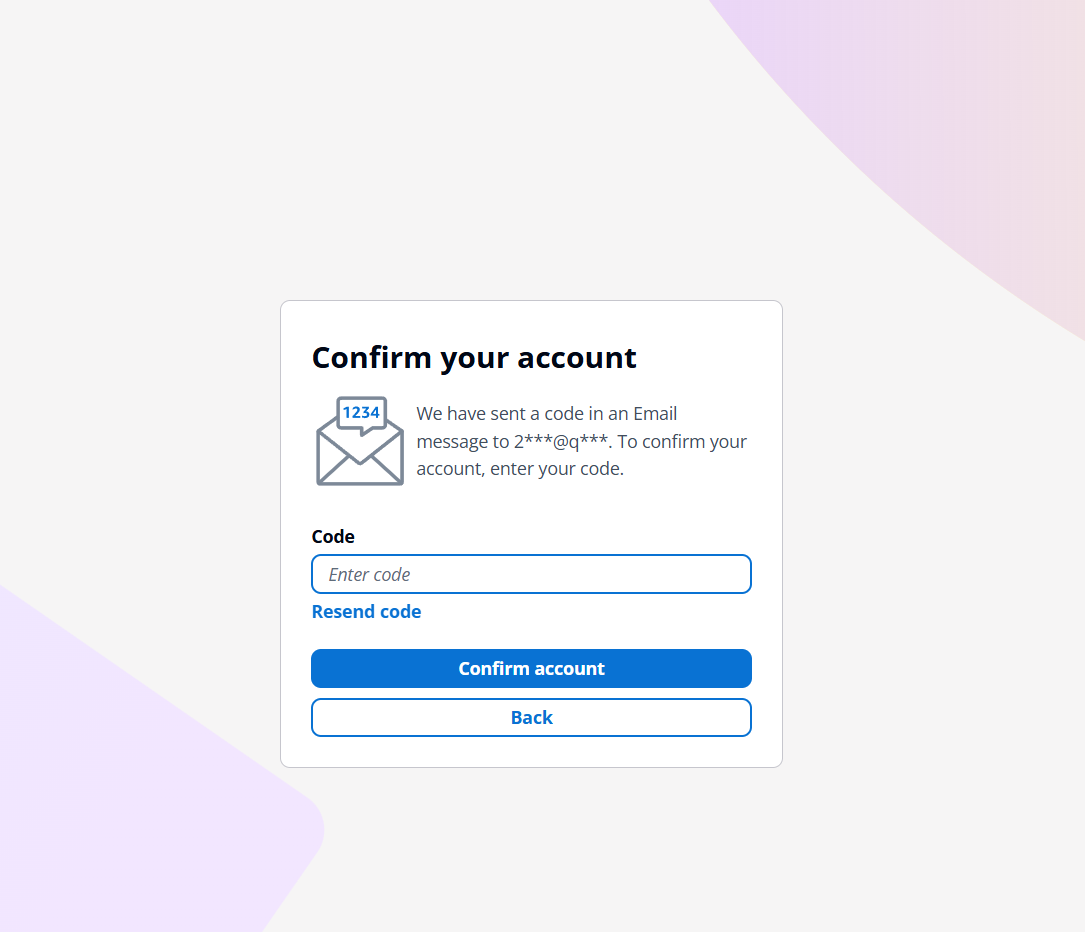 Confirm your account
1234
We have sent a code in an Email
message to 2***@q***. To confirm your
account, enter your code.
Code
Enter code
Resend code
Confirm account
Back